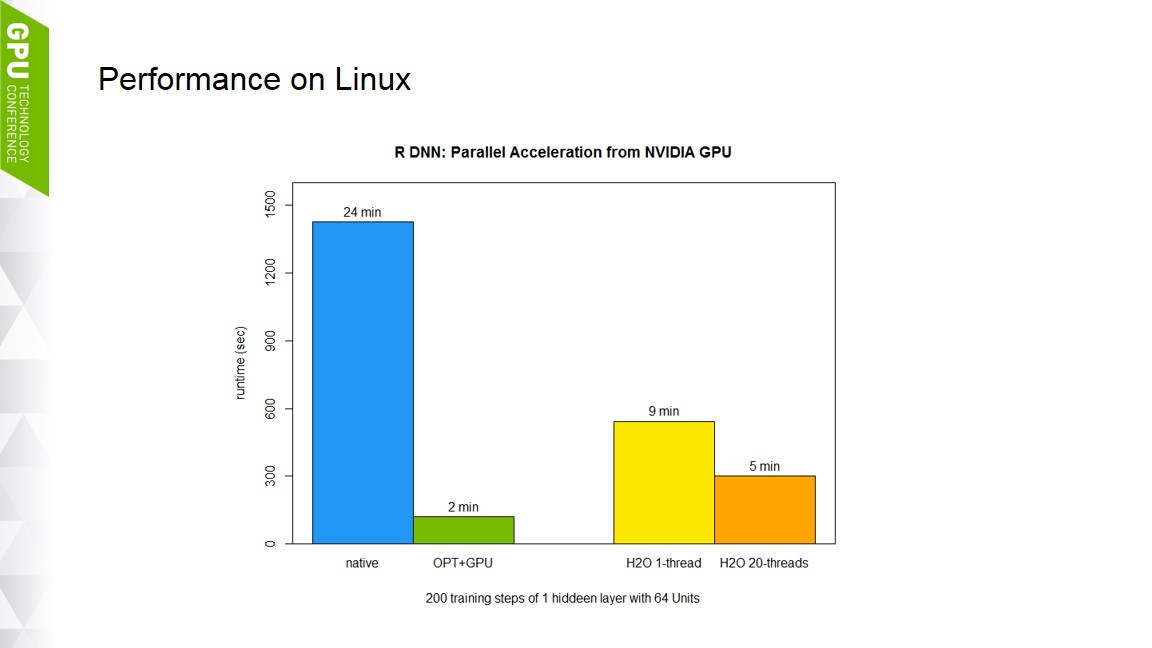 GPU TECHNOLOGY
CONFERENCE
Performance on Linux
R DNN: Parallel Acceleration from NVIDIA GPU
runtime (sec)
1500
1200
900
600
300
0
24 min
2 min
9 min
5 min
native OPT+GPU H2O 1-thread H2O 20-threads
200 training steps of 1 hiddeen layer with 64 Units